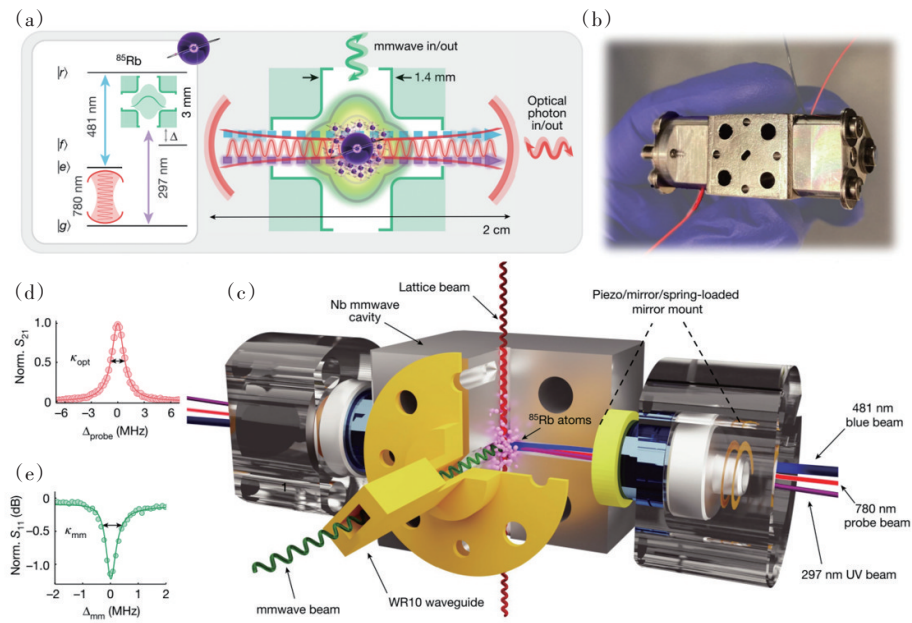 (a)
mmwave in/out
(b)
⁸⁵Rb
|r⟩
1.4 mm
3 mm
481 nm
Optical
photon
in/out
Δ
|f⟩
|e⟩
297 nm
780 nm
|g⟩
2 cm
(d)
(c)
Lattice beam
Piezo/mirror/spring-loaded
mirror mount
Nb mmwave
cavity
1.0
Norm. S₂₁
κopt
0.5
0
−6 −3 0 3 6
Δprobe (MHz)
⁸⁵Rb atoms
481 nm
blue beam
(e)
1
0
Norm. S₁₁ (dB)
−0.5
κmm
−1.0
780 nm
probe beam
−2 −1 0 1 2
Δmm (MHz)
mmwave beam
WR10 waveguide
297 nm UV beam